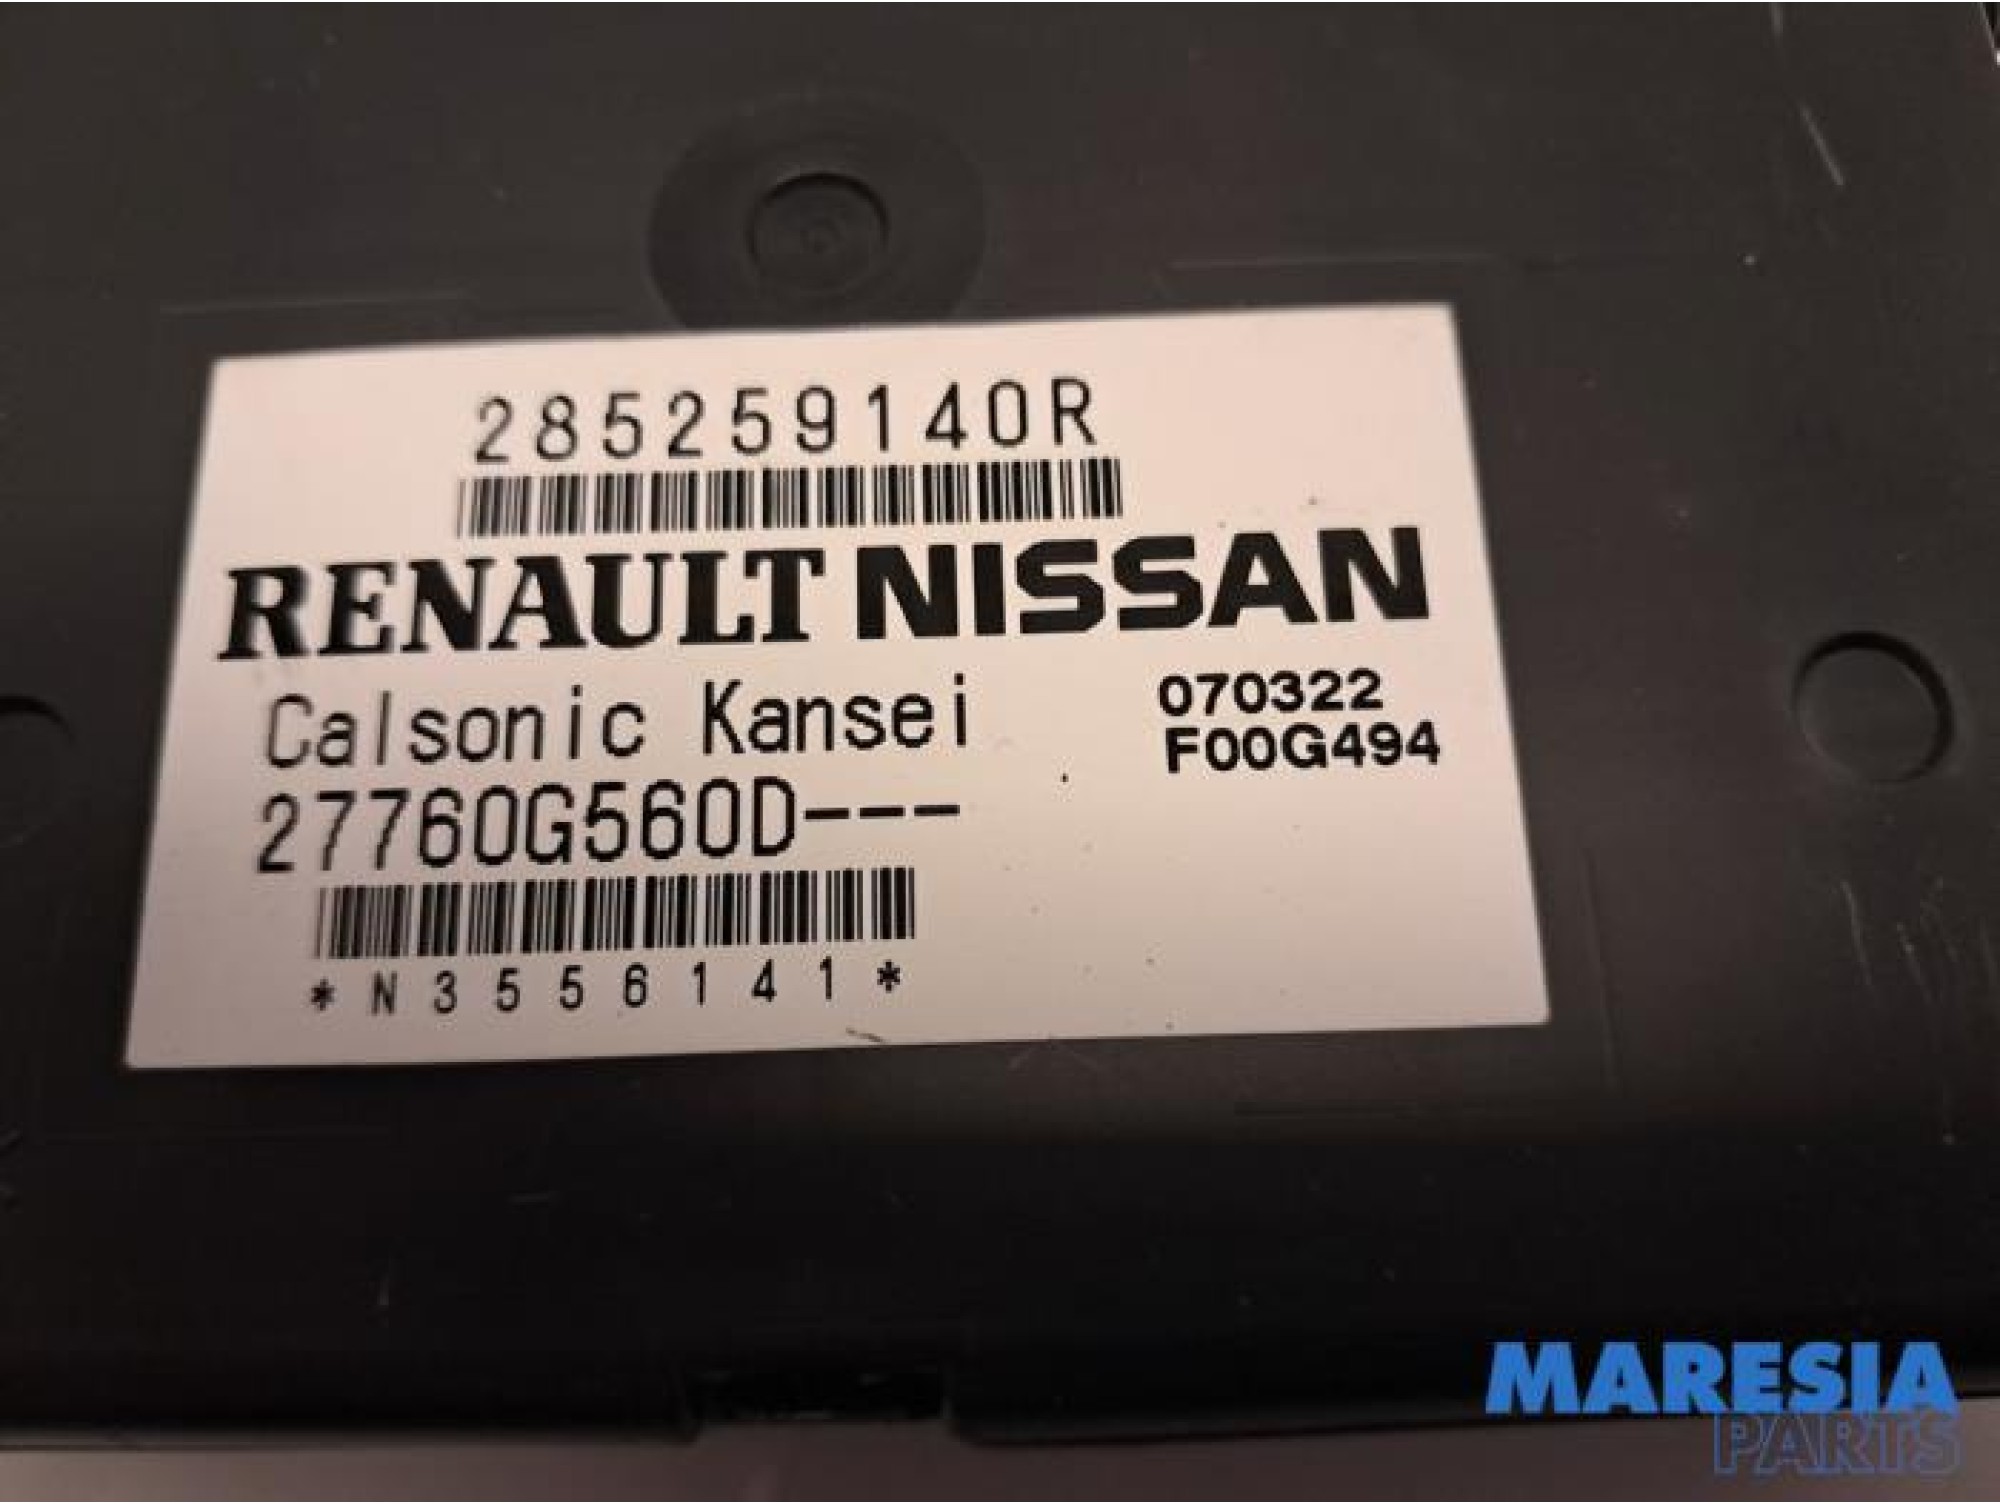 285259140R
RENAULT NISSAN
Calsonic Kansei 070322
F00G494
27760G560D---
*N3556141*
MARESIA
PARTS